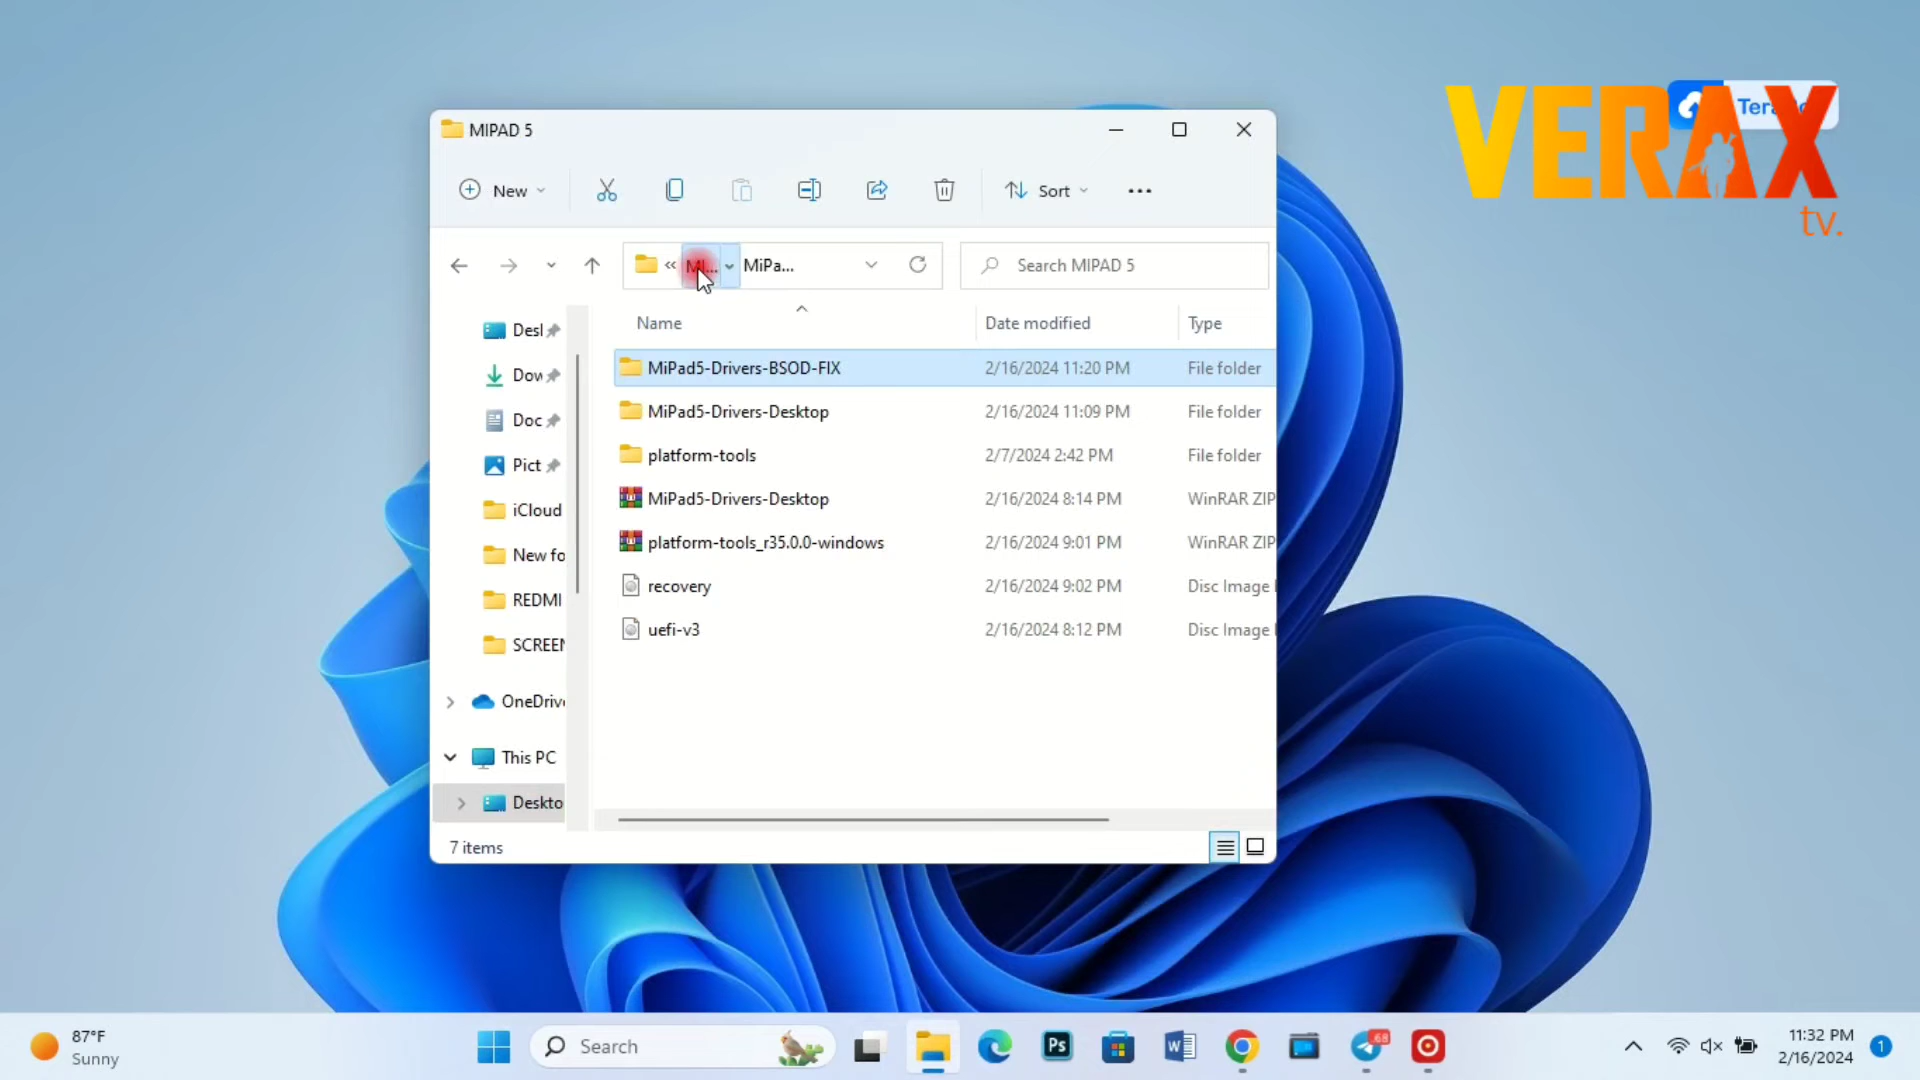 VERAX
tv.
MIPAD 5
New
Sort
«
MiPa...
Search MIPAD 5
Name
Date modified
Type
MiPad5-Drivers-BSOD-FIX
2/16/2024 11:20 PM
File folder
MiPad5-Drivers-Desktop
2/16/2024 11:09 PM
File folder
platform-tools
2/7/2024 2:42 PM
File folder
MiPad5-Drivers-Desktop
2/16/2024 8:14 PM
WinRAR ZIP
platform-tools_r35.0.0-windows
2/16/2024 9:01 PM
WinRAR ZIP
recovery
2/16/2024 9:02 PM
Disc Image
uefi-v3
2/16/2024 8:12 PM
Disc Image
Desl
Dow
Doc
Pict
iCloud
New fo
REDMI
SCREEN
OneDrive
This PC
Deskto
7 items
87°F
Sunny
Search
Ps
68
11:32 PM
2/16/2024
1